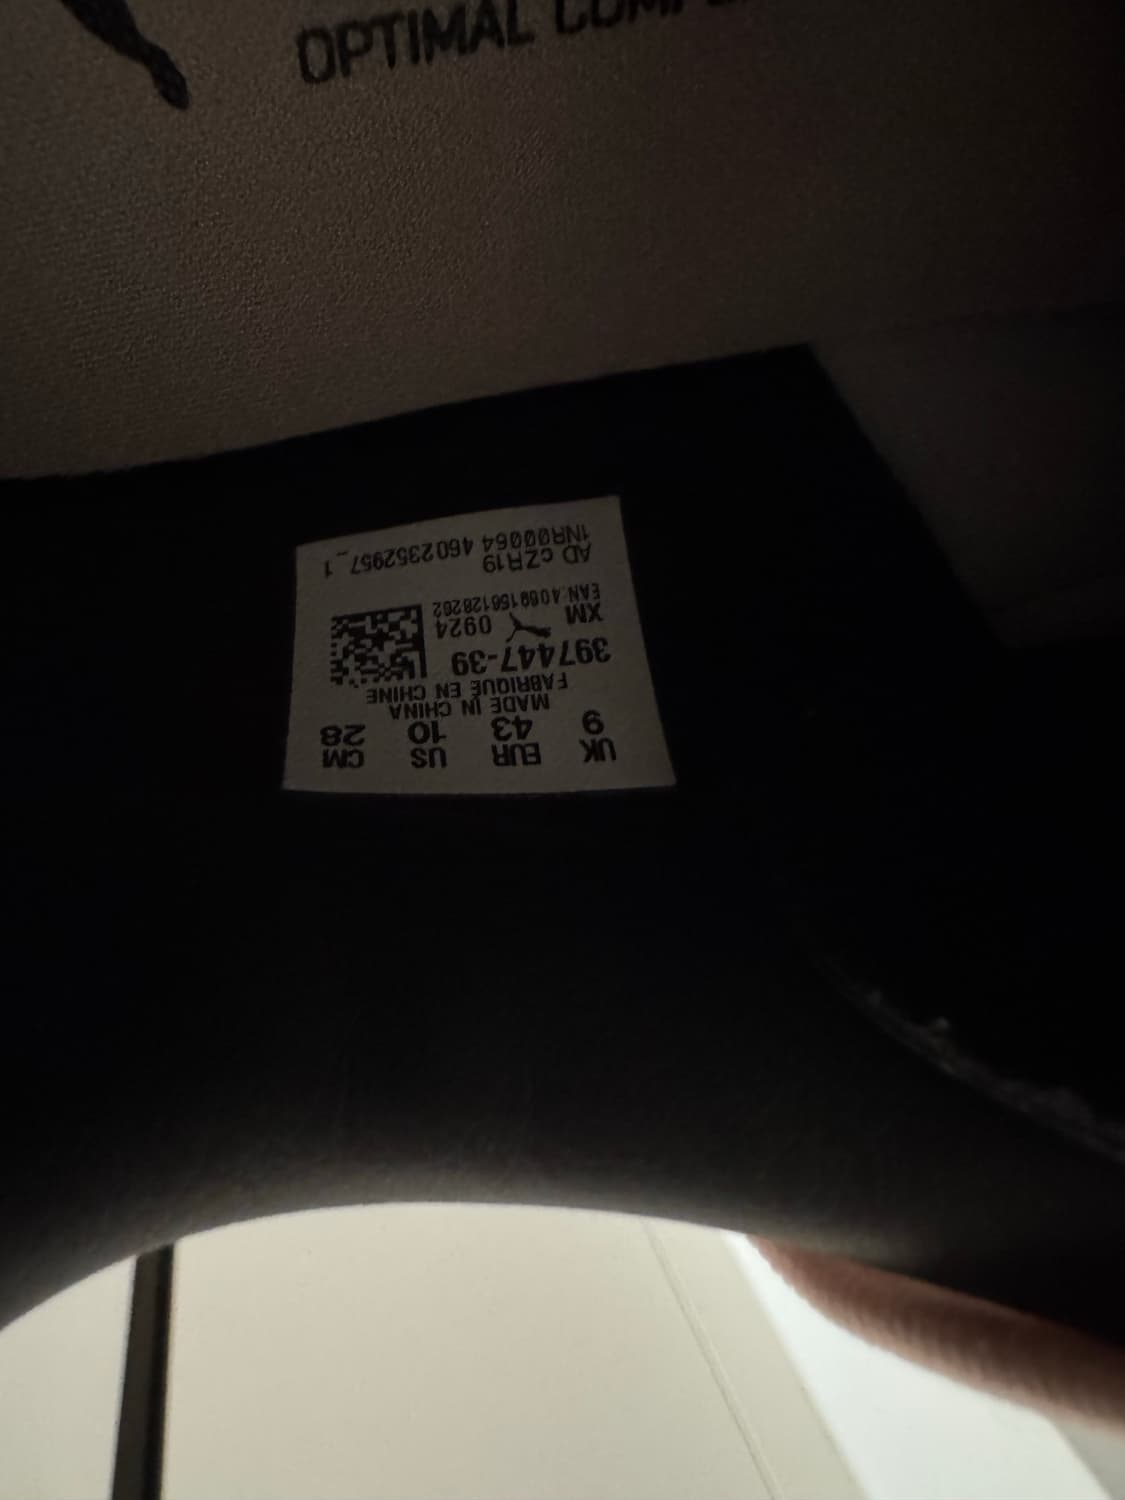 OPTIMAL
UK EUR US CM
9 43 10 28
MADE IN CHINA
FABRIQUE EN CHINE
397447-39
XM 0924
EAN:4069156128262
AD cZR19
1NR00064 4602352957_1